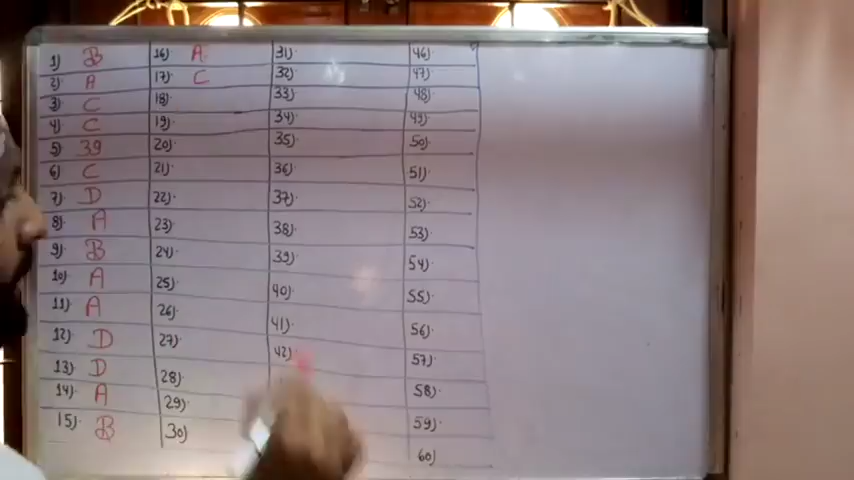 1) B
2) A
3) C
4) C
5) 39
6) C
7) D
8) A
9) B
10) A
11) A
12) D
13) D
14) A
15) B
16) A
17) C
18)
19)
20)
21)
22)
23)
24)
25)
26)
27)
28)
29)
30)
31)
32)
33)
34)
35)
36)
37)
38)
39)
40)
41)
42)
46)
47)
48)
49)
50)
51)
52)
53)
54)
55)
56)
57)
58)
59)
60)